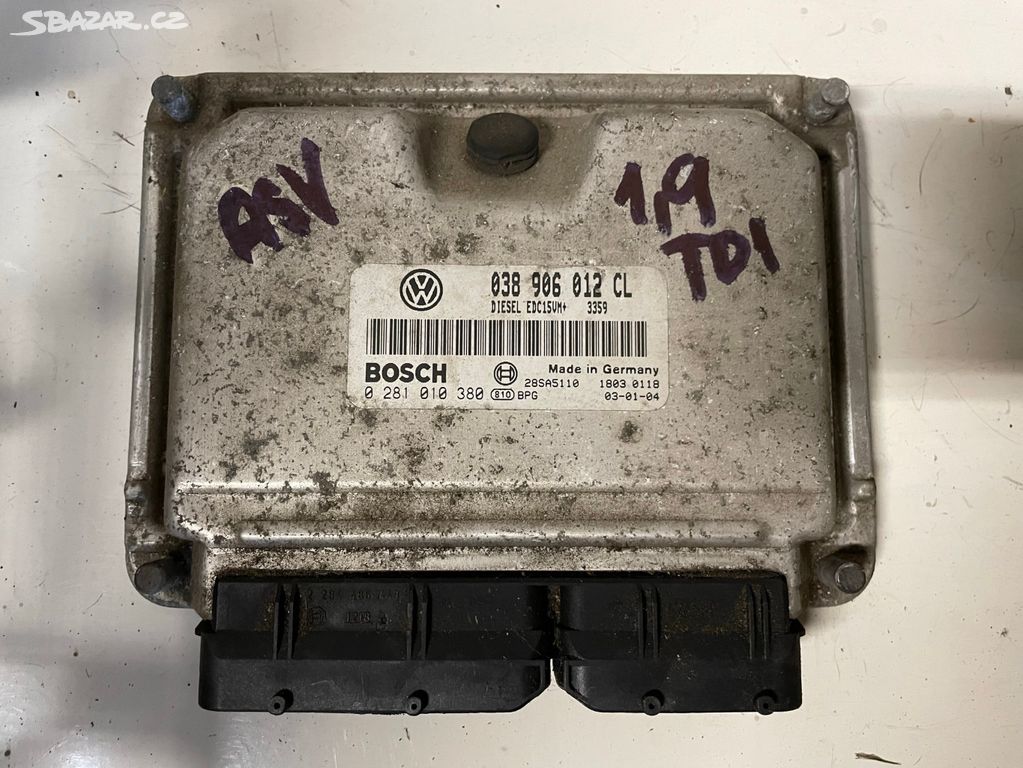 SBAZAR.CZ
ASV
1,9
TDI
038 906 012 CL
DIESEL EDC15VM+ 3359
BOSCH Made in Germany
28SA5110 1803 0118
0 281 010 380 810 BPG 03-01-04